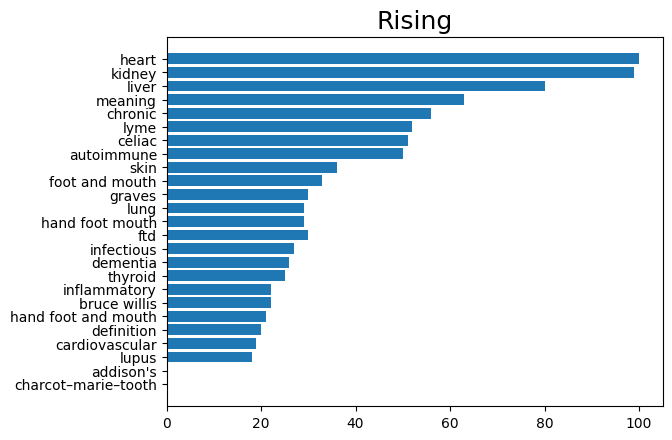 Rising
heart
kidney
liver
meaning
chronic
lyme
celiac
autoimmune
skin
foot and mouth
graves
lung
hand foot mouth
ftd
infectious
dementia
thyroid
inflammatory
bruce willis
hand foot and mouth
definition
cardiovascular
lupus
addison's
charcot–marie–tooth
0 20 40 60 80 100